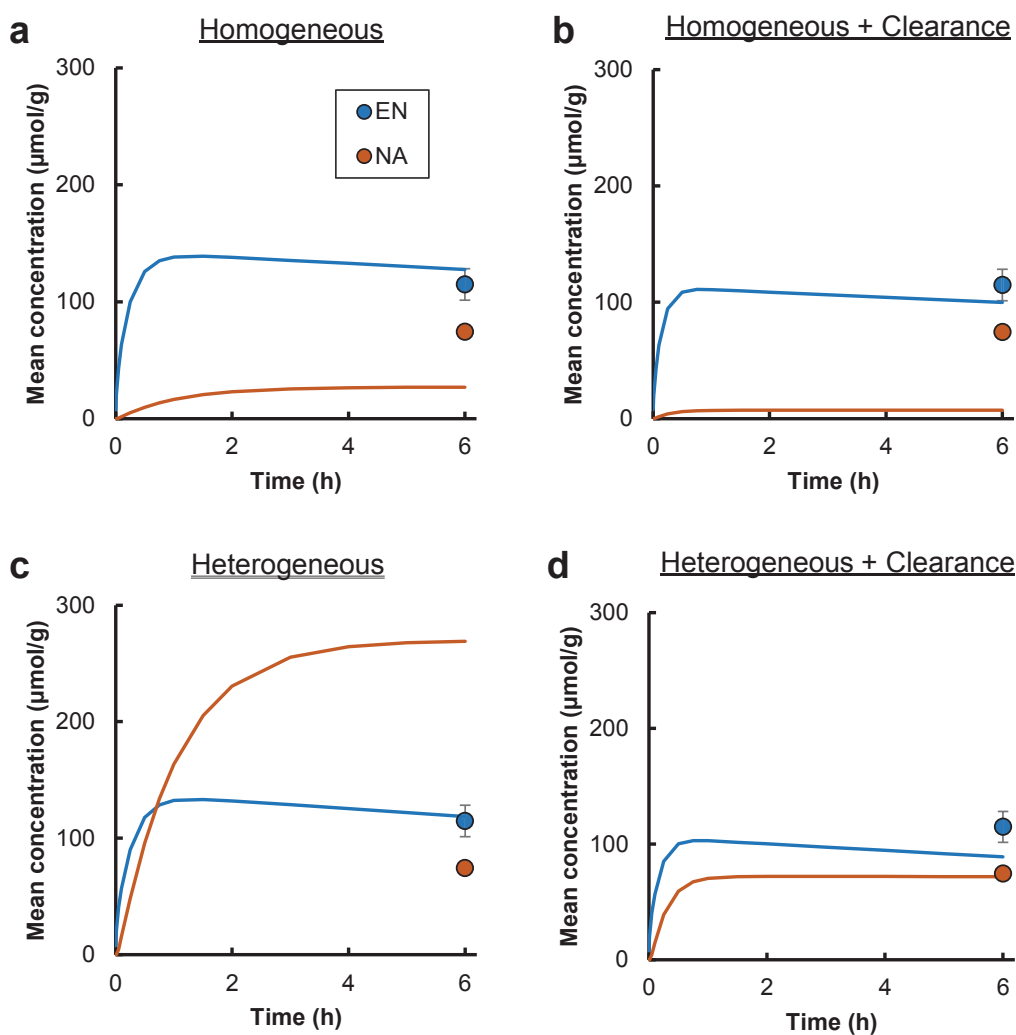 a
Homogeneous
Mean concentration (μmol/g)
300
200
100
0
EN
NA
0
2
4
6
Time (h)
b
Homogeneous + Clearance
Mean concentration (μmol/g)
300
200
100
0
0
2
4
6
Time (h)
c
Heterogeneous
Mean concentration (μmol/g)
300
200
100
0
0
2
4
6
Time (h)
d
Heterogeneous + Clearance
Mean concentration (μmol/g)
300
200
100
0
0
2
4
6
Time (h)